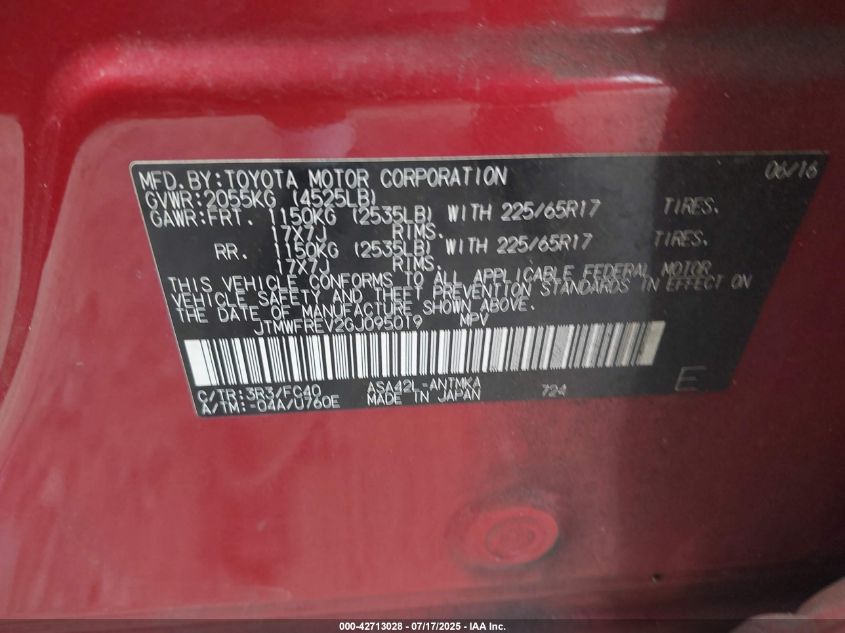 MFD.BY:TOYOTA MOTOR CORPORATION 06/16
GVWR:2055KG (4525LB)
GAWR:FRT. 1150KG (2535LB) WITH 225/65R17 TIRES.
17X7J RIMS.
RR. 1150KG (2535LB) WITH 225/65R17 TIRES.
17X7J RIMS.
THIS VEHICLE CONFORMS TO ALL APPLICABLE FEDERAL MOTOR
VEHICLE SAFETY AND THEFT PREVENTION STANDARDS IN EFFECT ON
THE DATE OF MANUFACTURE SHOWN ABOVE.
JTMWFREV2GJ095019 MPV
C/TR:3R3/FC40 ASA42L-ANTMKA 724 E
A/TM:-04A/U760E MADE IN JAPAN
000-42713028 - 07/17/2025 - IAA Inc.